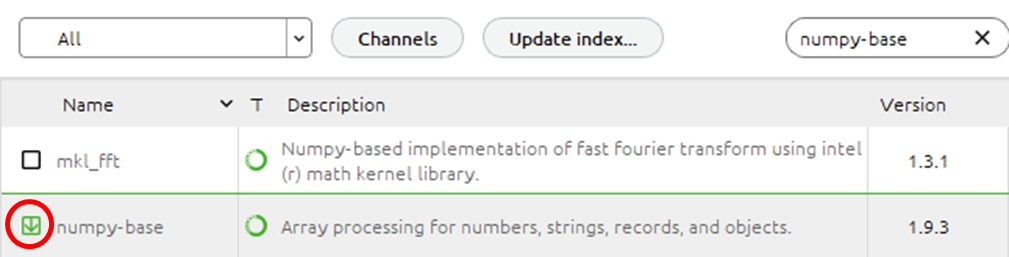 All Channels Update index... numpy-base
Name T Description Version
mkl_fft Numpy-based implementation of fast fourier transform using intel
(r) math kernel library. 1.3.1
numpy-base Array processing for numbers, strings, records, and objects. 1.9.3